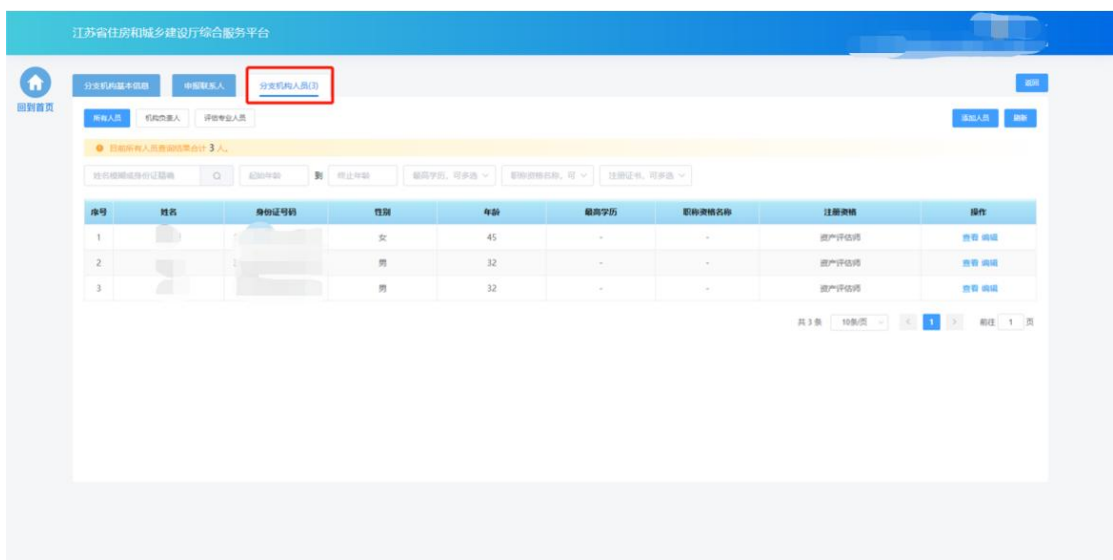 江苏省住房和城乡建设厅综合服务平台
回到首页
分支机构基本信息 申报联系人 分支机构人员(3) 返回
所有人员 机构负责人 评估专业人员 添加人员 刷新
目前所有人员查询结果合计 3 人。
姓名模糊或身份证精确 起始年龄 到 终止年龄 最高学历，可多选 职称资格名称，可 注册证书，可多选
序号 姓名 身份证号码 性别 年龄 最高学历 职称资格名称 注册资格 操作
1 女 45 - - 资产评估师 查看 编辑
2 男 32 - - 资产评估师 查看 编辑
3 男 32 - - 资产评估师 查看 编辑
共 3 条 10条/页 < 1 > 前往 1 页